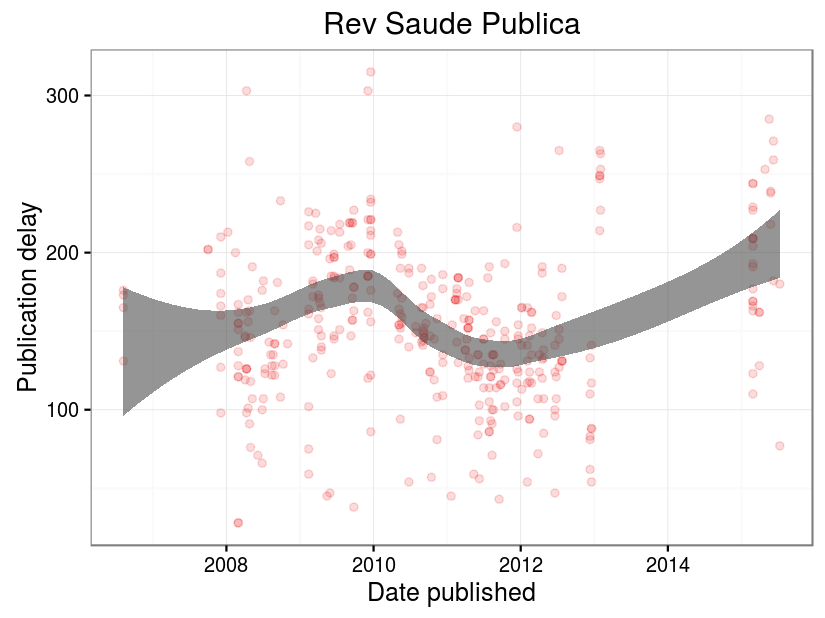 Rev Saude Publica
300
200
100
Publication delay
2008 2010 2012 2014
Date published